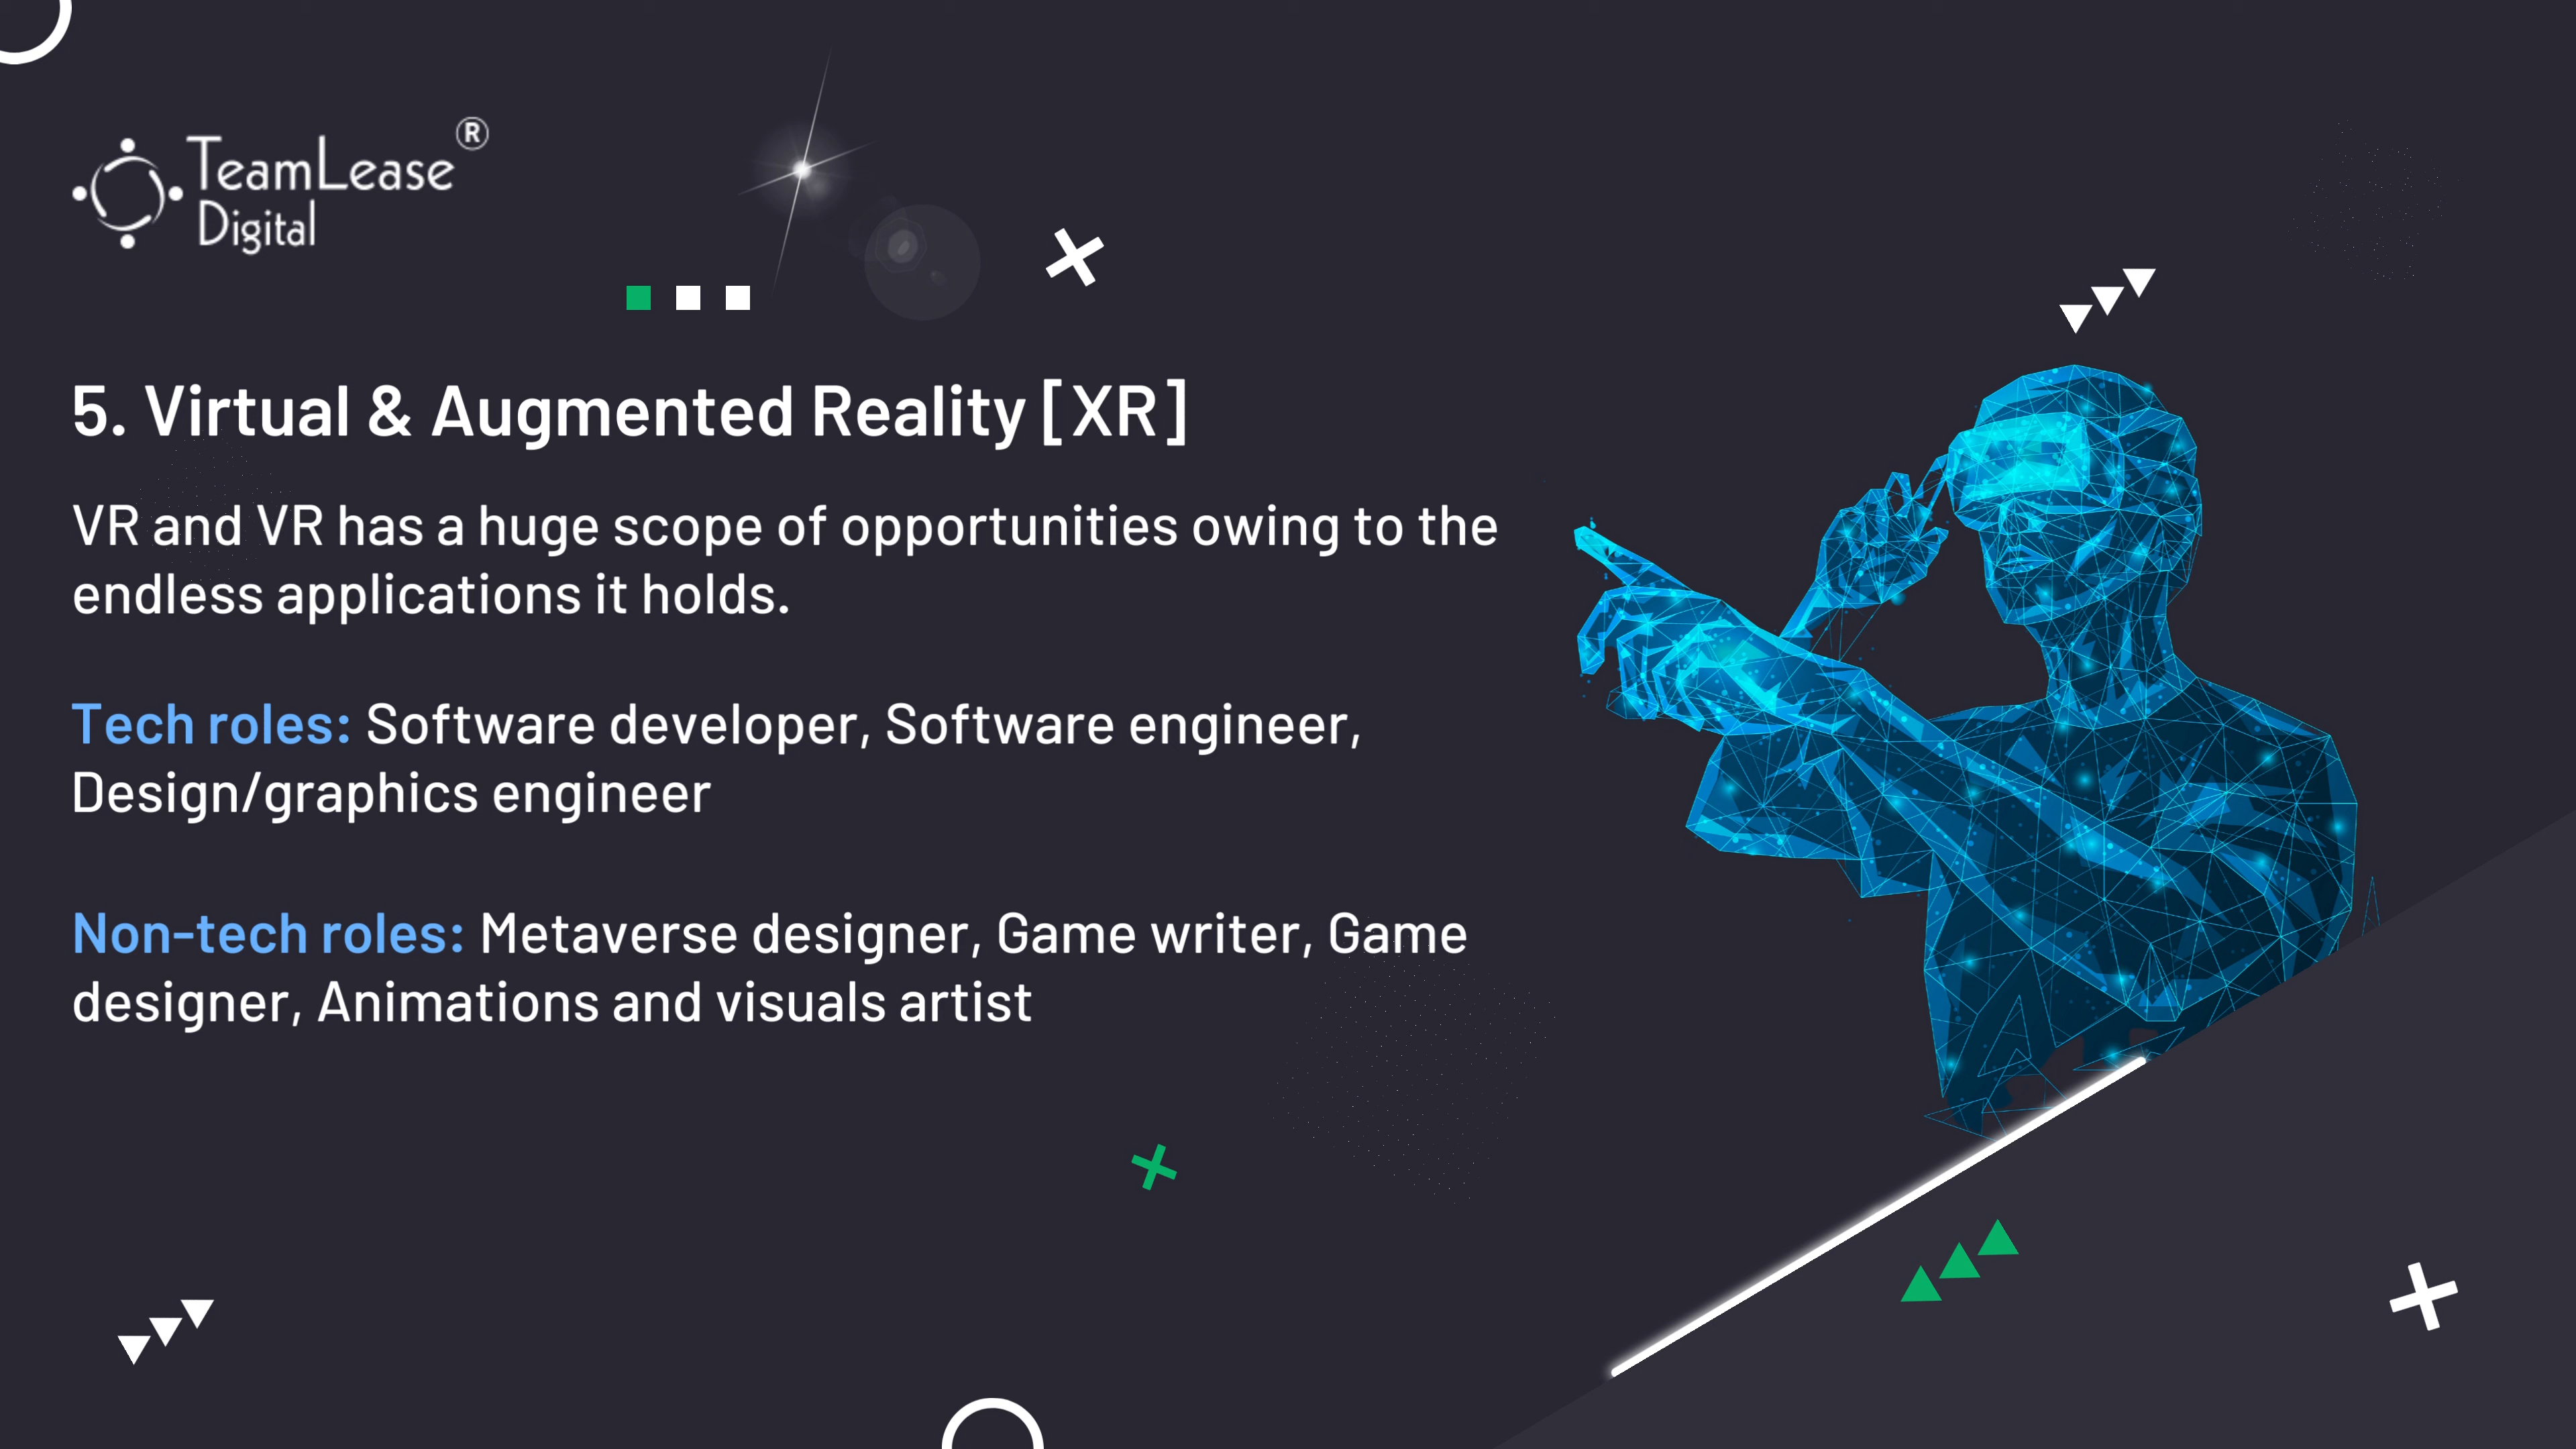 TeamLease®
Digital
5. Virtual & Augmented Reality [XR]
VR and VR has a huge scope of opportunities owing to the
endless applications it holds.
Tech roles: Software developer, Software engineer,
Design/graphics engineer
Non-tech roles: Metaverse designer, Game writer, Game
designer, Animations and visuals artist